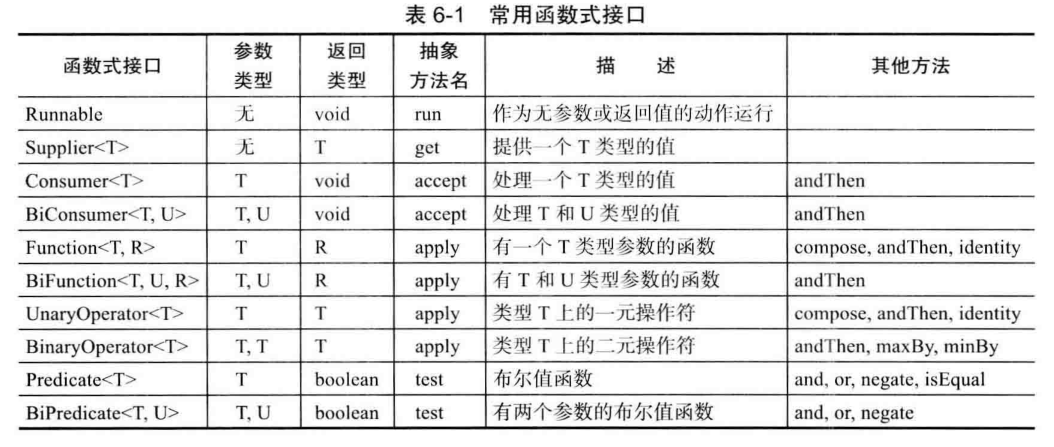 表 6-1 常用函数式接口
函数式接口 参数类型 返回类型 抽象方法名 描 述 其他方法
Runnable 无 void run 作为无参数或返回值的动作运行
Supplier<T> 无 T get 提供一个 T 类型的值
Consumer<T> T void accept 处理一个 T 类型的值 andThen
BiConsumer<T, U> T, U void accept 处理 T 和 U 类型的值 andThen
Function<T, R> T R apply 有一个 T 类型参数的函数 compose, andThen, identity
BiFunction<T, U, R> T, U R apply 有 T 和 U 类型参数的函数 andThen
UnaryOperator<T> T T apply 类型 T 上的一元操作符 compose, andThen, identity
BinaryOperator<T> T, T T apply 类型 T 上的二元操作符 andThen, maxBy, minBy
Predicate<T> T boolean test 布尔值函数 and, or, negate, isEqual
BiPredicate<T, U> T, U boolean test 有两个参数的布尔值函数 and, or, negate